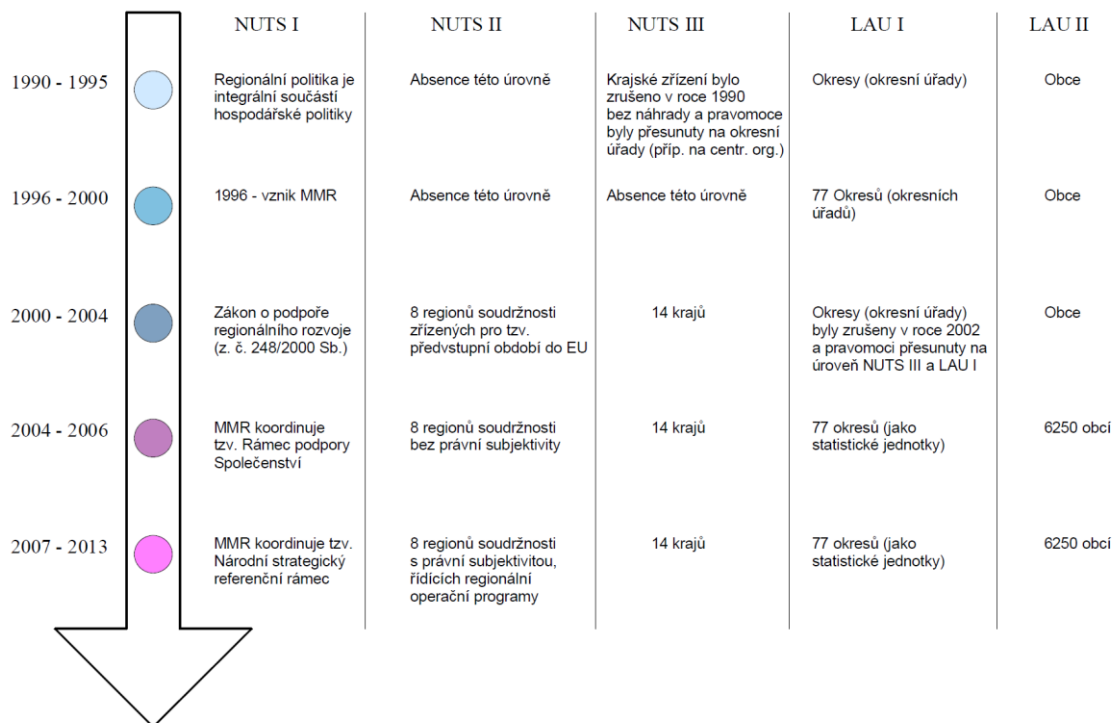 NUTS I
NUTS II
NUTS III
LAU I
LAU II
1990 - 1995
Regionální politika je
integrální součástí
hospodářské politiky
Absence této úrovně
Krajské zřízení bylo
zrušeno v roce 1990
bez náhrady a pravomoce
byly přesunuty na okresní
úřady (příp. na centr. org.)
Okresy (okresní úřady)
Obce
1996 - 2000
1996 - vznik MMR
Absence této úrovně
Absence této úrovně
77 Okresů (okresních
úřadů)
Obce
2000 - 2004
Zákon o podpoře
regionálního rozvoje
(z. č. 248/2000 Sb.)
8 regionů soudržnosti
zřízených pro tzv.
předvstupní období do EU
14 krajů
Okresy (okresní úřady)
byly zrušeny v roce 2002
a pravomoci přesunuty na
úroveň NUTS III a LAU I
Obce
2004 - 2006
MMR koordinuje
tzv. Rámec podpory
Společenství
8 regionů soudržnosti
bez právní subjektivity
14 krajů
77 okresů (jako
statistické jednotky)
6250 obcí
2007 - 2013
MMR koordinuje tzv.
Národní strategický
referenční rámec
8 regionů soudržnosti
s právní subjektivitou,
řídících regionální
operační programy
14 krajů
77 okresů (jako
statistické jednotky)
6250 obcí